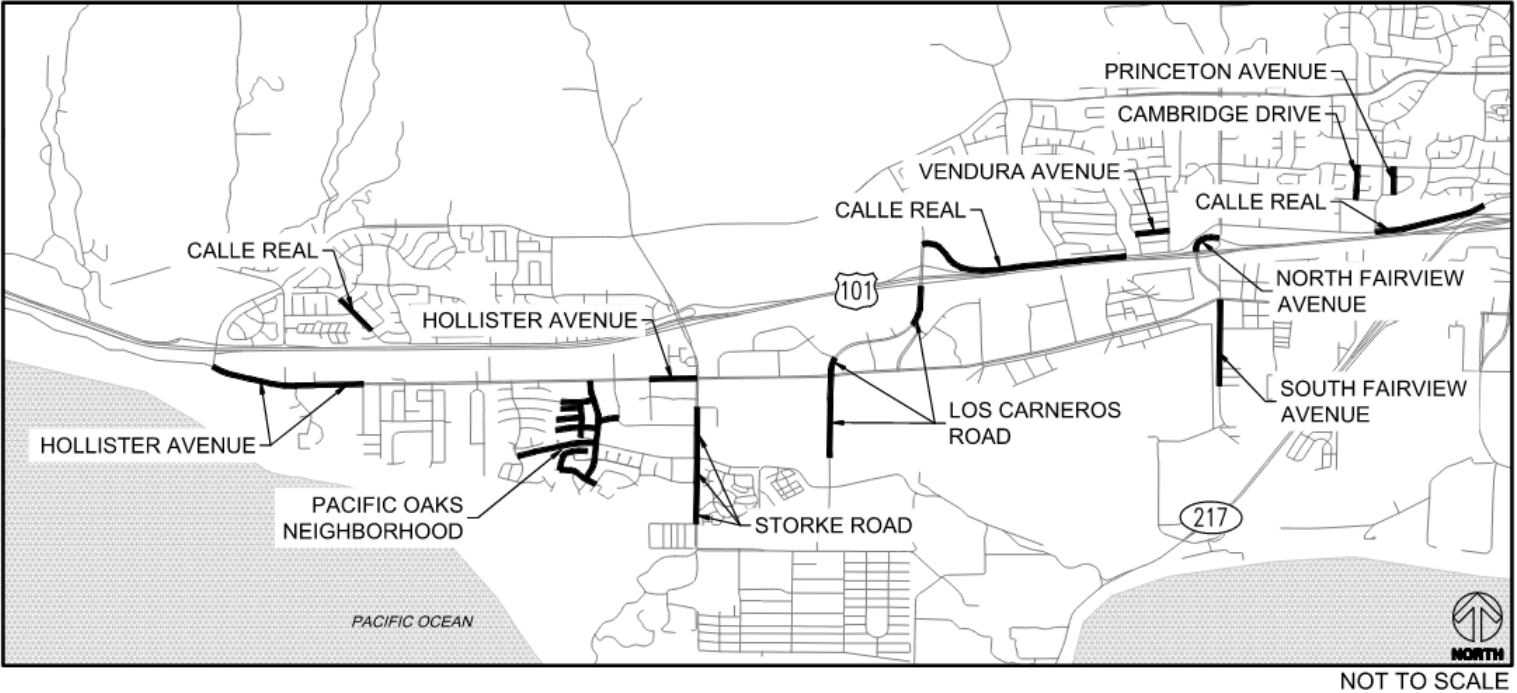 PRINCETON AVENUE
CAMBRIDGE DRIVE
VENDURA AVENUE
CALLE REAL
CALLE REAL
CALLE REAL
NORTH FAIRVIEW
AVENUE
101
HOLLISTER AVENUE
SOUTH FAIRVIEW
AVENUE
LOS CARNEROS
ROAD
HOLLISTER AVENUE
PACIFIC OAKS
NEIGHBORHOOD
STORKE ROAD
217
PACIFIC OCEAN
NORTH
NOT TO SCALE